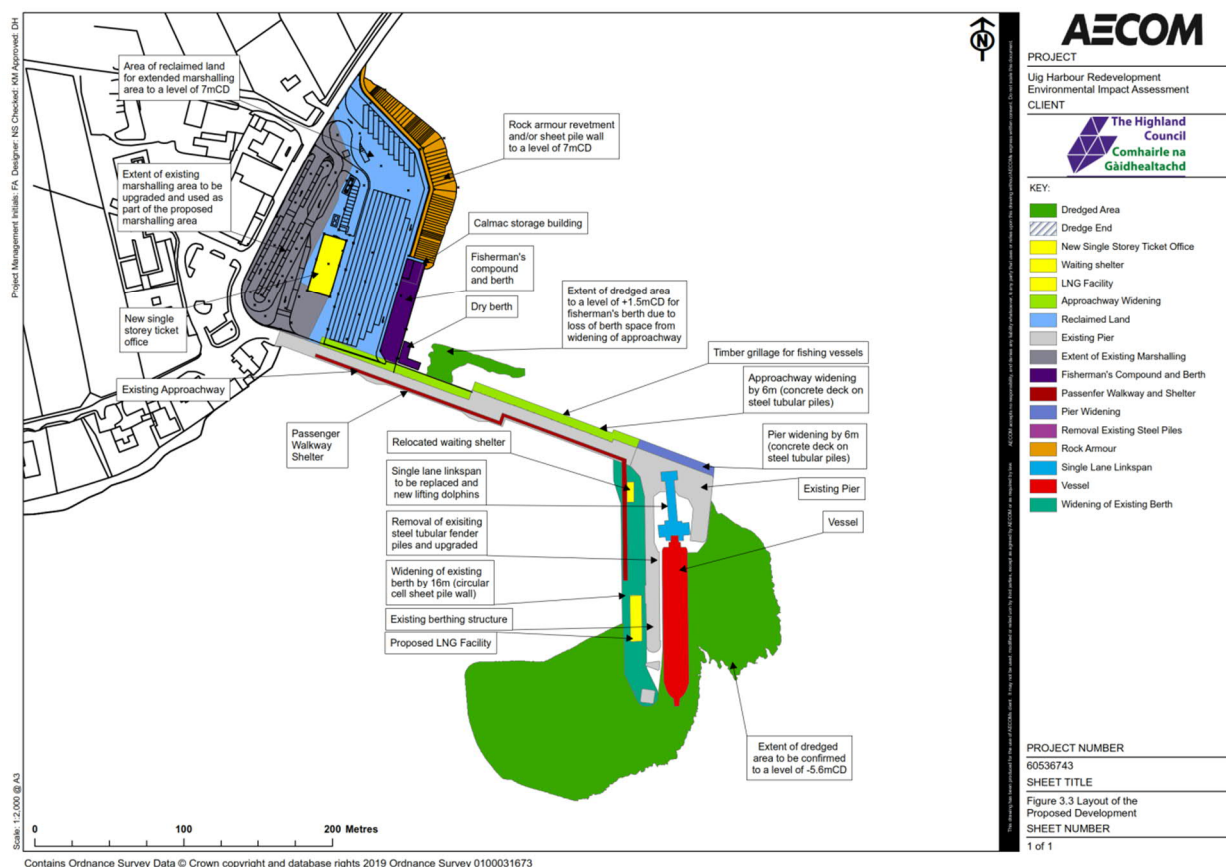 Project Management Initials: FA Designer: NS Checked: KM Approved: DH
Scale: 1:2,000 @ A3
Area of reclaimed land
for extended marshalling
area to a level of 7mCD
Extent of existing
marshalling area to be
upgraded and used as
part of the proposed
marshalling area
New single
storey ticket
office
Existing Approachway
Rock armour revetment
and/or sheet pile wall
to a level of 7mCD
Calmac storage building
Fisherman's
compound
and berth
Dry berth
Extent of dredged area
to a level of +1.5mCD for
fisherman's berth due to
loss of berth space from
widening of approachway
Timber grillage for fishing vessels
Approachway widening
by 6m (concrete deck on
steel tubular piles)
Pier widening by 6m
(concrete deck on
steel tubular piles)
Existing Pier
Vessel
Passenger
Walkway
Shelter
Relocated waiting shelter
Single lane linkspan
to be replaced and
new lifting dolphins
Removal of exisiting
steel tubular fender
piles and upgraded
Widening of existing
berth by 16m (circular
cell sheet pile wall)
Existing berthing structure
Proposed LNG Facility
Extent of dredged
area to be confirmed
to a level of -5.6mCD
N
0 100 200 Metres
Contains Ordnance Survey Data © Crown copyright and database rights 2019 Ordnance Survey 0100031673
AECOM
PROJECT
Uig Harbour Redevelopment
Environmental Impact Assessment
CLIENT
The Highland
Council
Comhairle na
Gàidhealtachd
KEY:
Dredged Area
Dredge End
New Single Storey Ticket Office
Waiting shelter
LNG Facility
Approachway Widening
Reclaimed Land
Existing Pier
Extent of Existing Marshalling
Fisherman's Compound and Berth
Passenfer Walkway and Shelter
Pier Widening
Removal Existing Steel Piles
Rock Armour
Single Lane Linkspan
Vessel
Widening of Existing Berth
PROJECT NUMBER
60536743
SHEET TITLE
Figure 3.3 Layout of the
Proposed Development
SHEET NUMBER
1 of 1